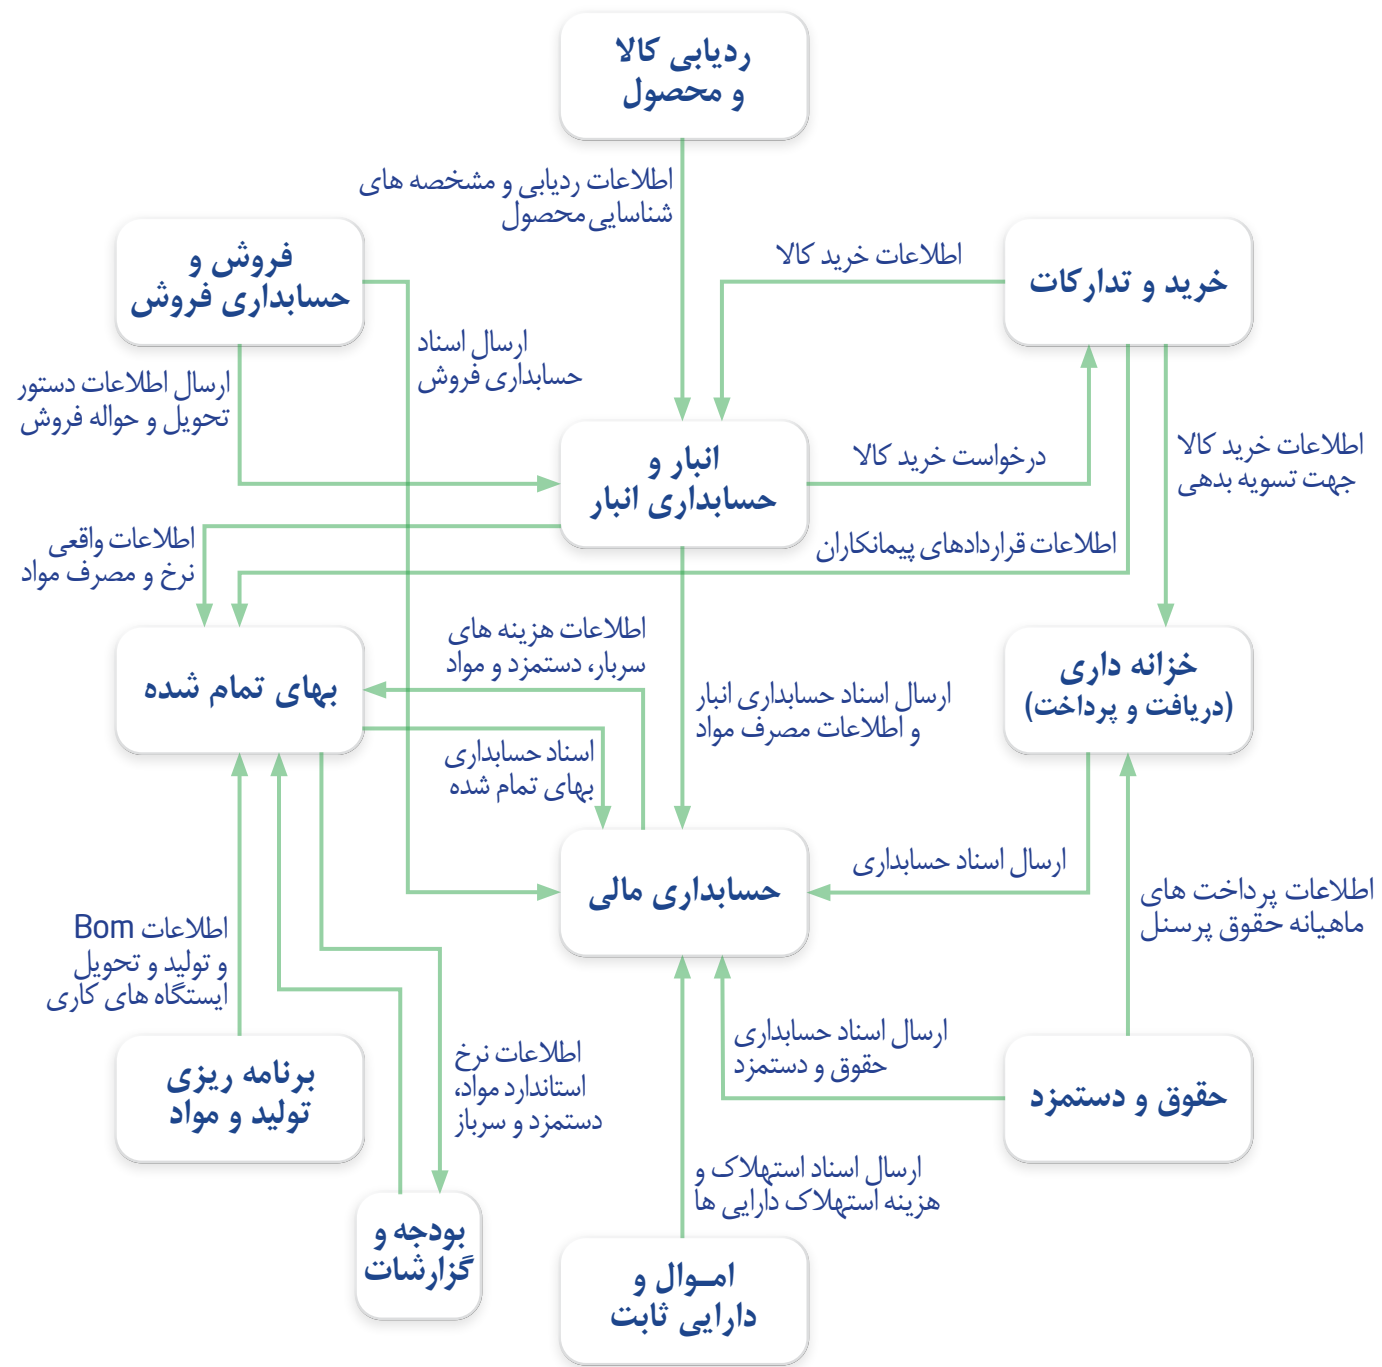 ردیابی کالا
و محصول
اطلاعات ردیابی و مشخصه های
شناسایی محصول
خرید و تدارکات
اطلاعات خرید کالا
فروش و
حسابداری فروش
ارسال اسناد
حسابداری فروش
ارسال اطلاعات دستور
تحویل و حواله فروش
انبار و
حسابداری انبار
درخواست خرید کالا
اطلاعات خرید کالا
جهت تسویه بدهی
اطلاعات قراردادهای پیمانکاران
اطلاعات واقعی
نرخ و مصرف مواد
خزانه داری
(دریافت و پرداخت)
ارسال اسناد حسابداری انبار
و اطلاعات مصرف مواد
اطلاعات هزینه های
سربار، دستمزد و مواد
بهای تمام شده
اسناد حسابداری
بهای تمام شده
ارسال اسناد حسابداری
حسابداری مالی
اطلاعات پرداخت های
ماهیانه حقوق پرسنل
اطلاعات Bom
و تولید و تحویل
ایستگاه های کاری
ارسال اسناد حسابداری
حقوق و دستمزد
حقوق و دستمزد
اطلاعات نرخ
استاندارد مواد،
دستمزد و سرباز
برنامه ریزی
تولید و مواد
ارسال اسناد استهلاک و
هزینه استهلاک دارایی ها
بودجه و
گزارشات
امــوال و
دارایی ثابت